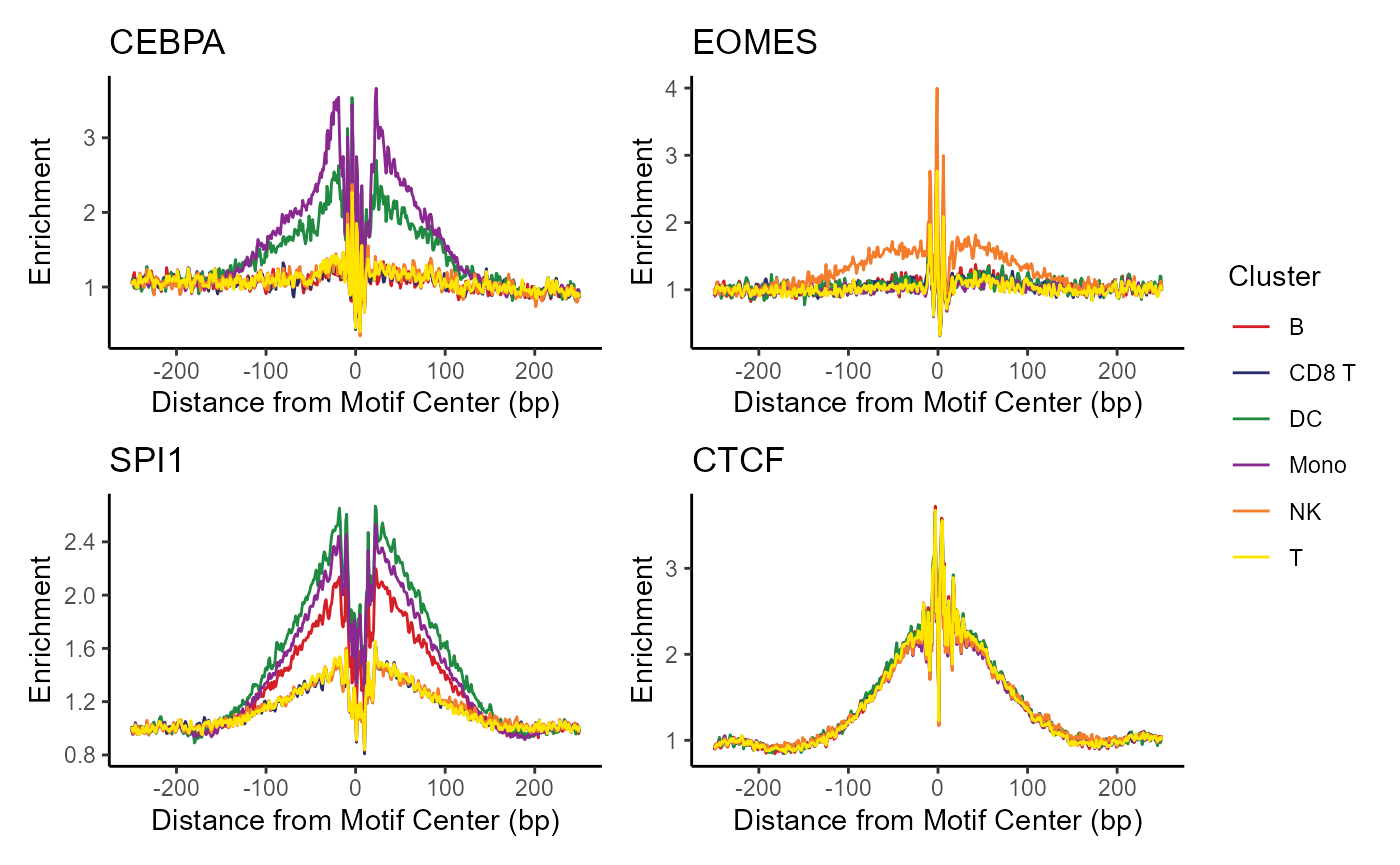 CEBPA
Enrichment
3
2
1
-200 -100 0 100 200
Distance from Motif Center (bp)
EOMES
Enrichment
4
3
2
1
-200 -100 0 100 200
Distance from Motif Center (bp)
SPI1
Enrichment
2.4
2.0
1.6
1.2
0.8
-200 -100 0 100 200
Distance from Motif Center (bp)
CTCF
Enrichment
3
2
1
-200 -100 0 100 200
Distance from Motif Center (bp)
Cluster
B
CD8 T
DC
Mono
NK
T